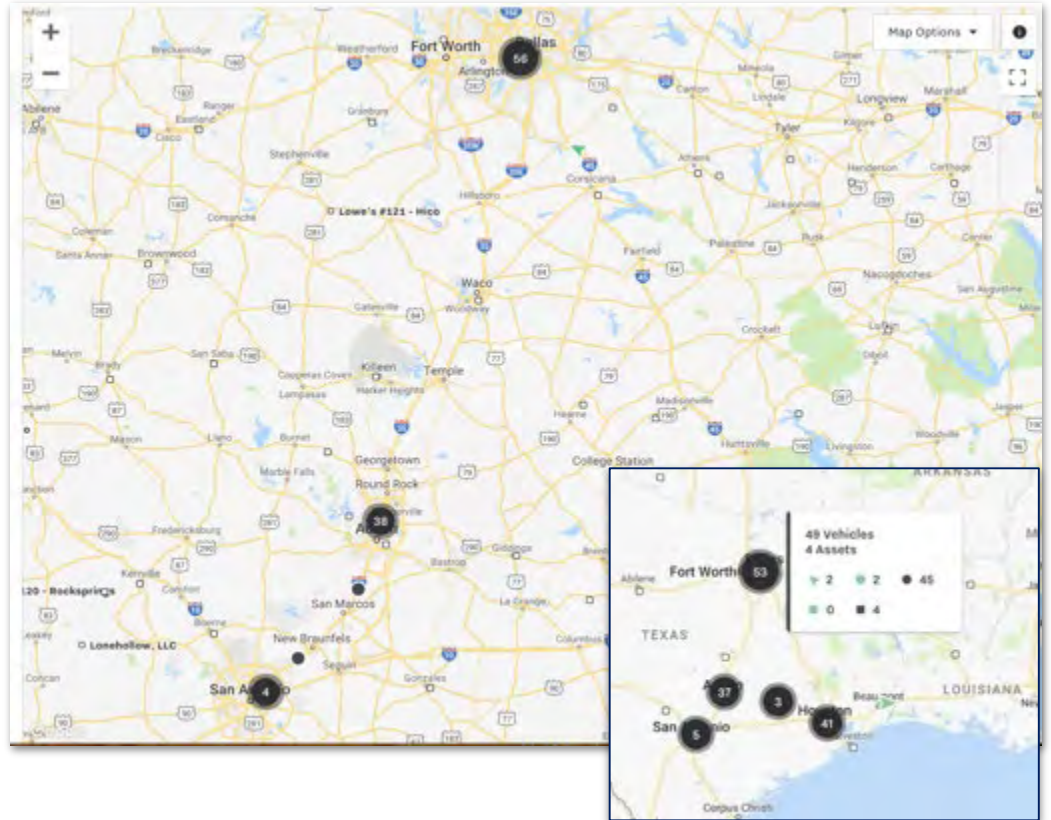 Map Options
Breckenridge
Weatherford
Fort Worth
Dallas
56
Arlington
Mineola
Gilmer
Abilene
Ranger
Eastland
Cisco
Granbury
Canton
Lindale
Longview
Marshall
Tyler
Kilgore
Stephenville
Athens
Henderson
Carthage
Corsicana
Hillsboro
Lowe's #121 - Hico
Jacksonville
Comanche
Coleman
Santa Anna
Brownwood
Fairfield
Palestine
Rusk
Center
Nacogdoches
San Augustine
Waco
Woodway
Gatesville
Crockett
Lufkin
Diboll
Melvin
Brady
San Saba
Killeen
Copperas Cove
Temple
Harker Heights
Lampasas
Hearne
Madisonville
Jasper
Mason
Llano
Burnet
Huntsville
Livingston
Woodville
Georgetown
College Station
Marble Falls
Round Rock
38
Fredericksburg
Giddings
Bastrop
Kerrville
Comfort
La Grange
San Marcos
Boerne
Lonehollow, LLC
New Braunfels
Seguin
Columbus
Concan
San Antonio
4
Gonzales
ARKANSAS
49 Vehicles
4 Assets
2
2
45
0
4
Abilene
Fort Worth
53
TEXAS
37
3
Houston
41
Beaumont
LOUISIANA
San Antonio
5
Corpus Christi